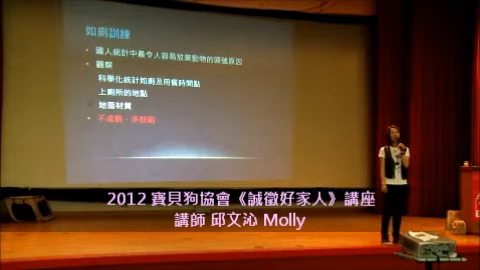 如廁訓練
• 國人統計中最令人容易放棄動物的頭號原因
• 觀察
科學化統計如廁及用餐時間點
上廁所的地點
地面材質
• 不處罰、多鼓勵
2012 寶貝狗協會《誠徵好家人》講座
講師 邱文沁 Molly